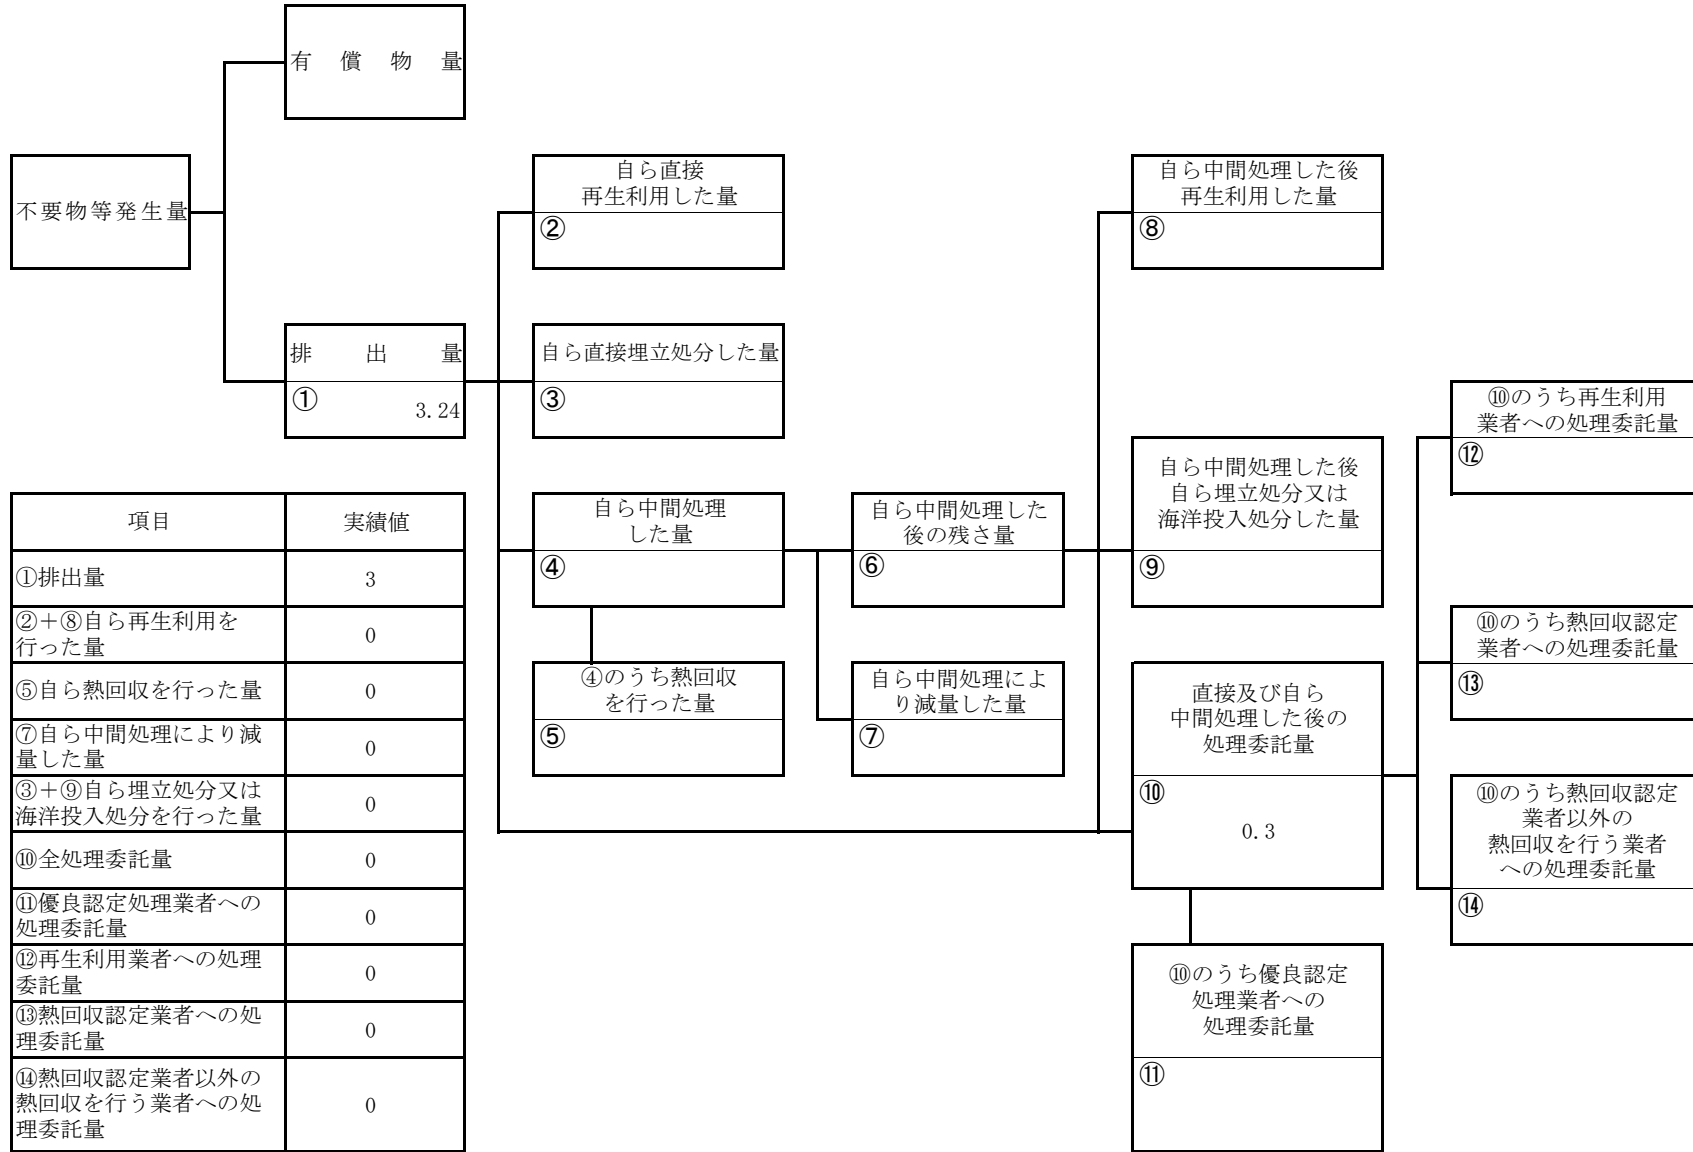 有償物量
不要物等発生量
排出量
①
3.24
自ら直接
再生利用した量
②
自ら直接埋立処分した量
③
自ら中間処理
した量
④
④のうち熱回収
を行った量
⑤
自ら中間処理した
後の残さ量
⑥
自ら中間処理によ
り減量した量
⑦
自ら中間処理した後
再生利用した量
⑧
自ら中間処理した後
自ら埋立処分又は
海洋投入処分した量
⑨
直接及び自ら
中間処理した後の
処理委託量
⑩
0.3
⑩のうち優良認定
処理業者への
処理委託量
⑪
⑩のうち再生利用
業者への処理委託量
⑫
⑩のうち熱回収認定
業者への処理委託量
⑬
⑩のうち熱回収認定
業者以外の
熱回収を行う業者
への処理委託量
⑭
項目 実績値
①排出量 3
②＋⑧自ら再生利用を
行った量 0
⑤自ら熱回収を行った量 0
⑦自ら中間処理により減
量した量 0
③＋⑨自ら埋立処分又は
海洋投入処分を行った量 0
⑩全処理委託量 0
⑪優良認定処理業者への
処理委託量 0
⑫再生利用業者への処理
委託量 0
⑬熱回収認定業者への処
理委託量 0
⑭熱回収認定業者以外の
熱回収を行う業者への処
理委託量 0